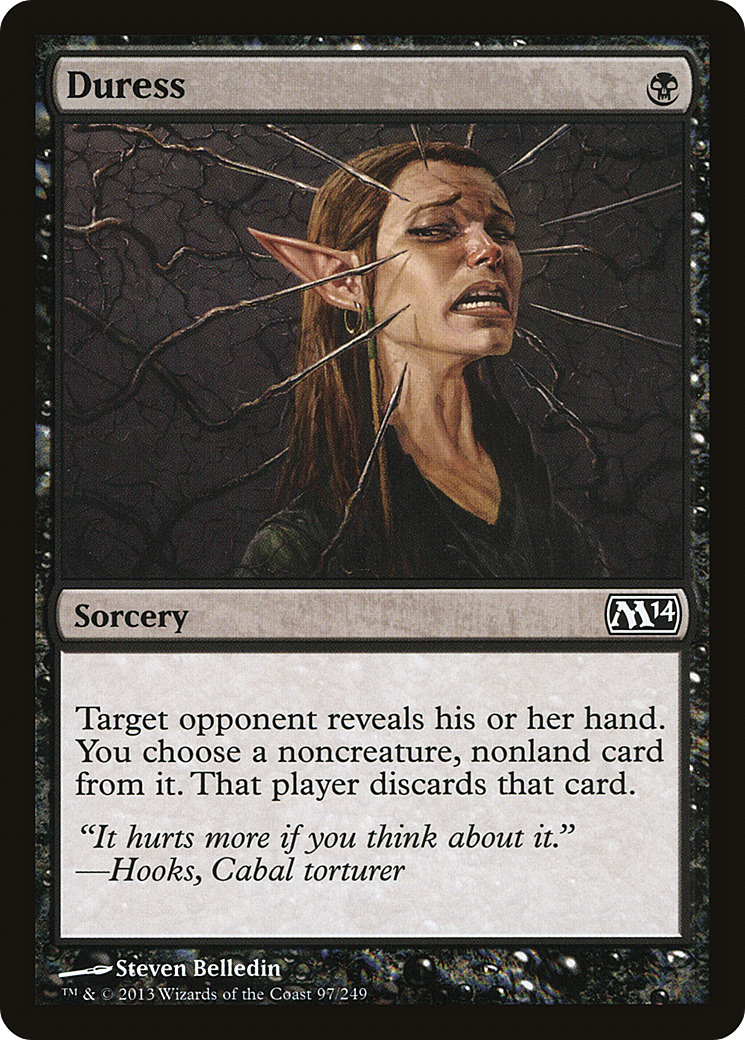 Duress
Sorcery
M14
Target opponent reveals his or her hand.
You choose a noncreature, nonland card
from it. That player discards that card.
“It hurts more if you think about it.”
—Hooks, Cabal torturer
Steven Belledin
™ & © 2013 Wizards of the Coast 97/249